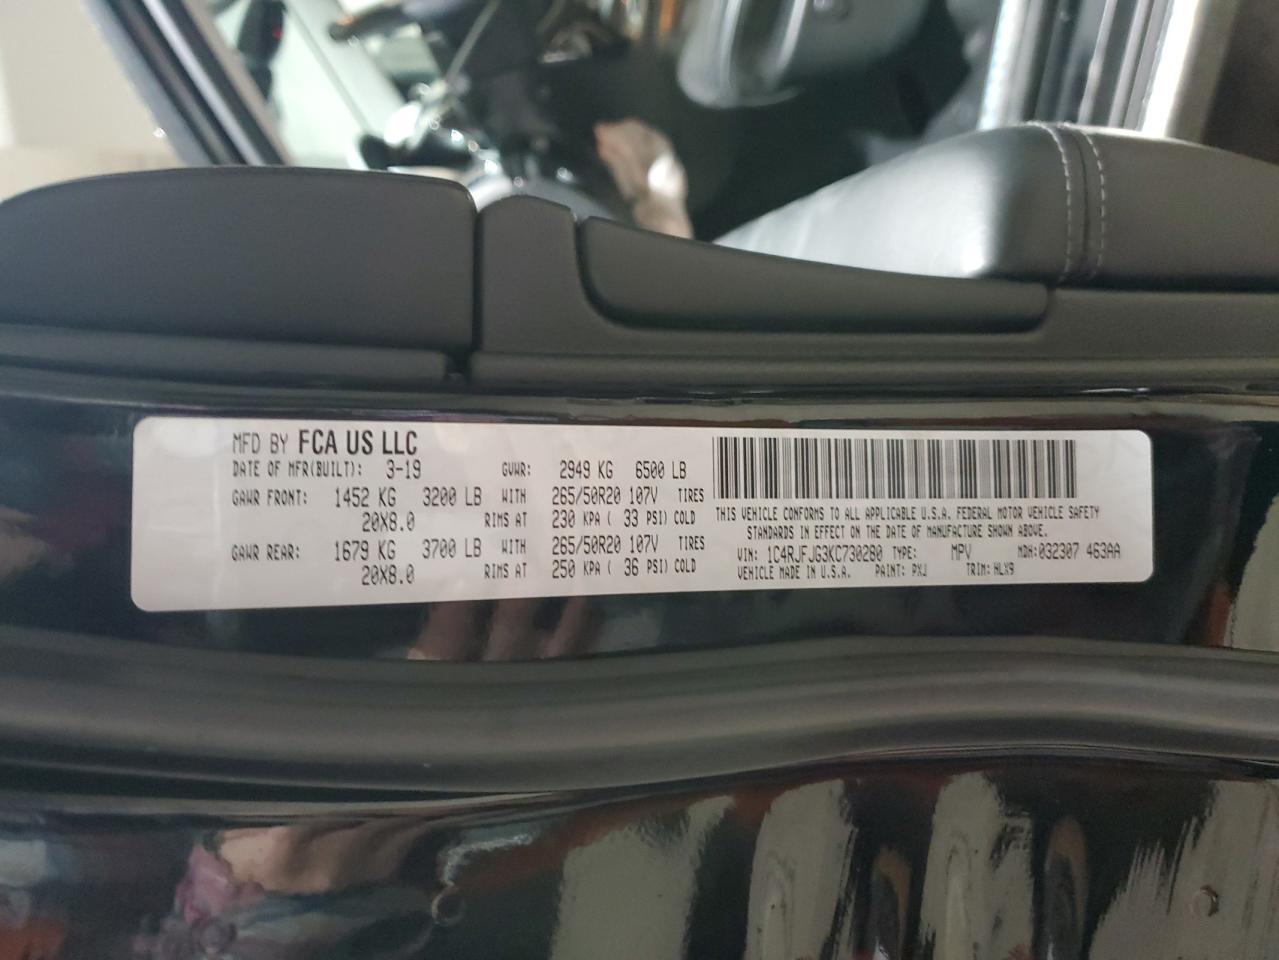 MFD BY FCA US LLC
DATE OF MFR(BUILT): 3-19 GVWR: 2949 KG 6500 LB
GAWR FRONT: 1452 KG 3200 LB WITH 265/50R20 107V TIRES
20X8.0 RIMS AT 230 KPA ( 33 PSI) COLD
GAWR REAR: 1679 KG 3700 LB WITH 265/50R20 107V TIRES
20X8.0 RIMS AT 250 KPA ( 36 PSI) COLD
THIS VEHICLE CONFORMS TO ALL APPLICABLE U.S.A. FEDERAL MOTOR VEHICLE SAFETY
STANDARDS IN EFFECT ON THE DATE OF MANUFACTURE SHOWN ABOVE.
VIN: 1C4RJFJG3KC730280 TYPE: MPV MDH: 032307 463AA
VEHICLE MADE IN U.S.A. PAINT: PXJ TRIM: HLX9